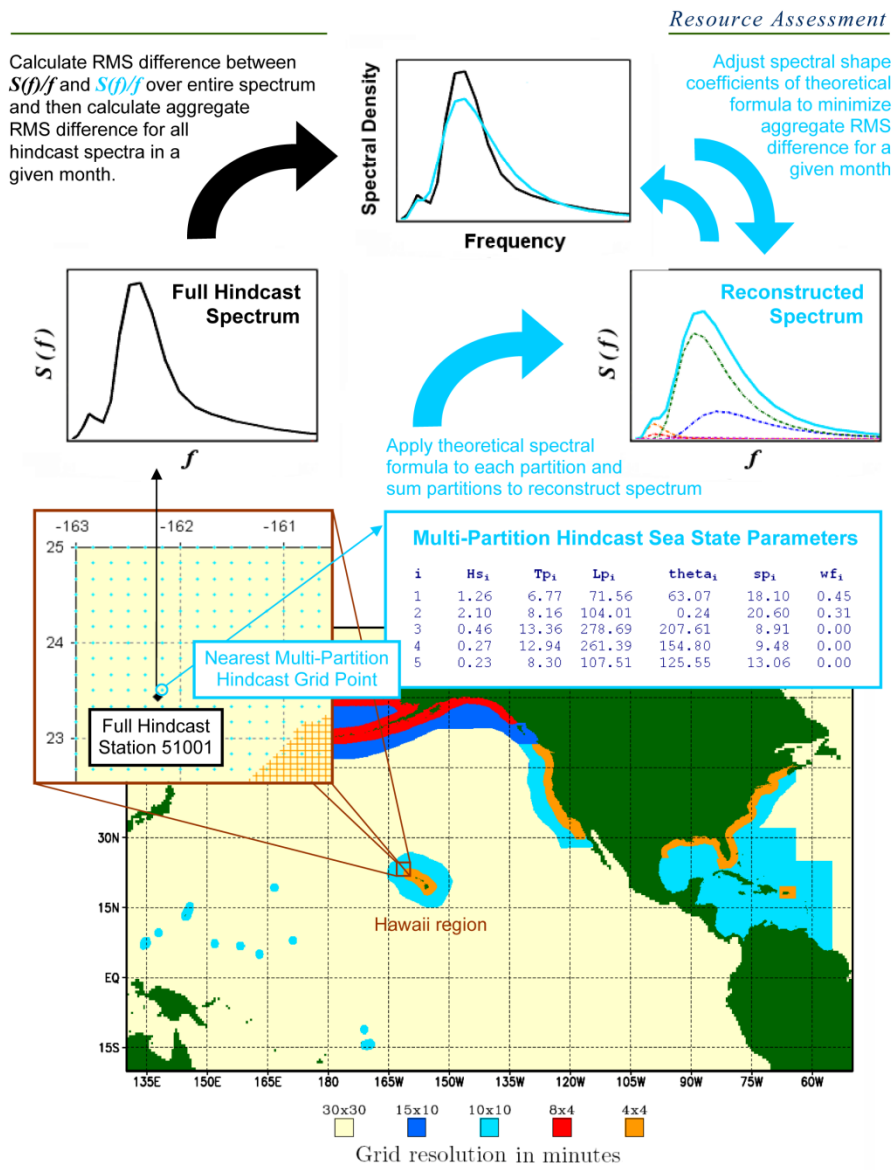 Resource Assessment
Calculate RMS difference between
S(f)/f and S(f)/f over entire spectrum
and then calculate aggregate
RMS difference for all
hindcast spectra in a
given month.
Spectral Density
Frequency
Adjust spectral shape
coefficients of theoretical
formula to minimize
aggregate RMS
difference for a
given month
Full Hindcast
Spectrum
S(f)
f
Reconstructed
Spectrum
S(f)
f
Apply theoretical spectral
formula to each partition and
sum partitions to reconstruct spectrum
-163 -162 -161
25
24
23
Nearest Multi-Partition
Hindcast Grid Point
Full Hindcast
Station 51001
Multi-Partition Hindcast Sea State Parameters
i Hsi Tpi Lpi thetai spi wfi
1 1.26 6.77 71.56 63.07 18.10 0.45
2 2.10 8.16 104.01 0.24 20.60 0.31
3 0.46 13.36 278.69 207.61 8.91 0.00
4 0.27 12.94 261.39 154.80 9.48 0.00
5 0.23 8.30 107.51 125.55 13.06 0.00
30N
15N
EQ
15S
Hawaii region
135E 150E 165E 180 165W 150W 135W 120W 105W 90W 75W 60W
30x30 15x10 10x10 8x4 4x4
Grid resolution in minutes